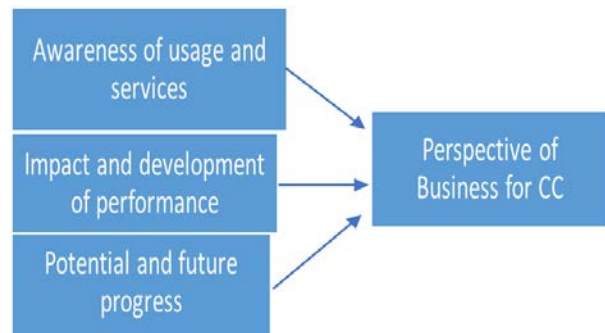 Awareness of usage and
services
Impact and development
of performance
Potential and future
progress
Perspective of
Business for CC